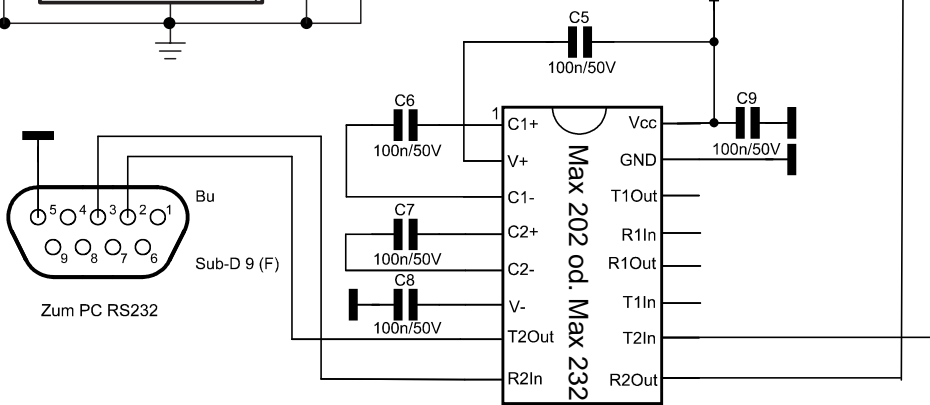 C5
100n/50V
C6
100n/50V
C9
100n/50V
1
C1+
Vcc
V+
GND
C1-
T1Out
C7
100n/50V
C2+
R1In
C2-
R1Out
C8
100n/50V
V-
T1In
T2Out
T2In
R2In
R2Out
Max 202 od. Max 232
Bu
5 4 3 2 1
9 8 7 6
Sub-D 9 (F)
Zum PC RS232